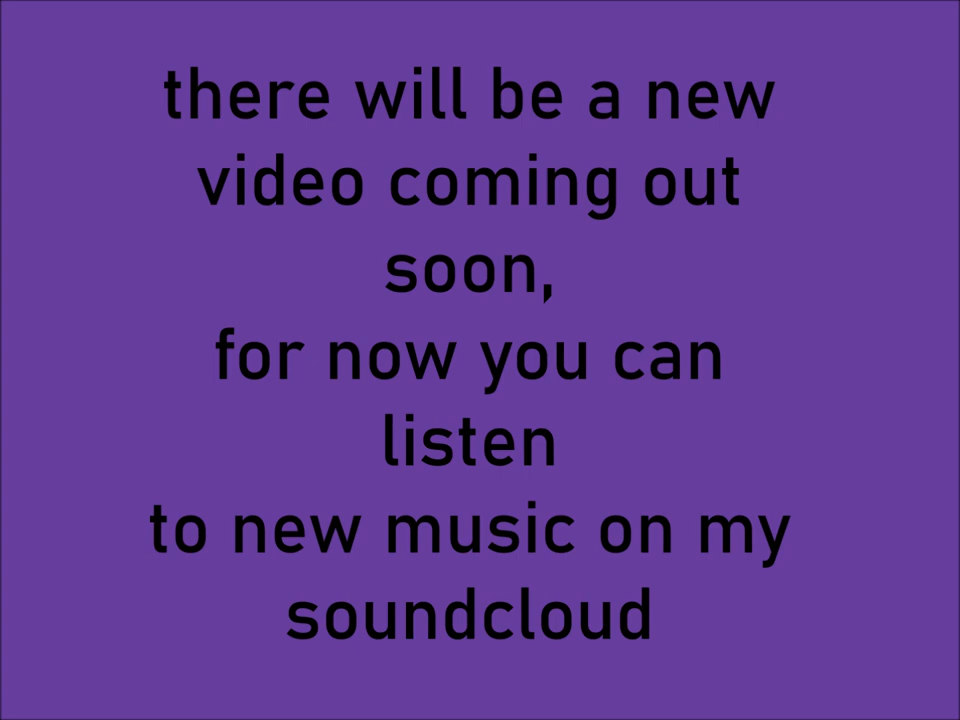 there will be a new
video coming out
soon,
for now you can
listen
to new music on my
soundcloud